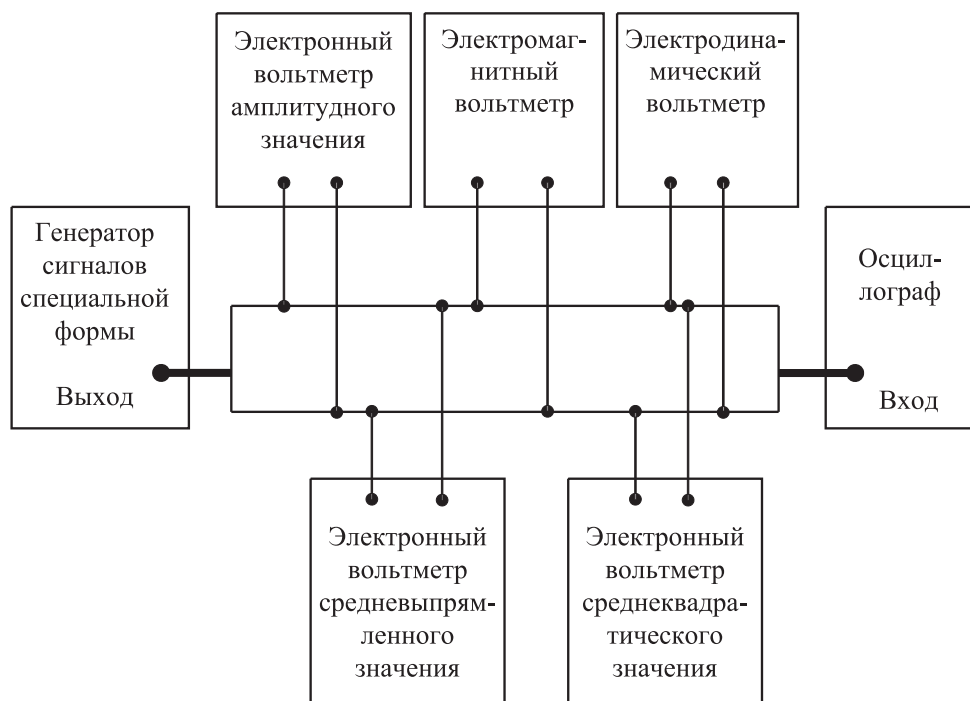 Электронный
вольтметр
амплитудного
значения
Электромаг-
нитный
вольтметр
Электродина-
мический
вольтметр
Генератор
сигналов
специальной
формы
Выход
Осцил-
лограф
Вход
Электронный
вольтметр
средневыпрям-
ленного
значения
Электронный
вольтметр
среднеквадра-
тического
значения